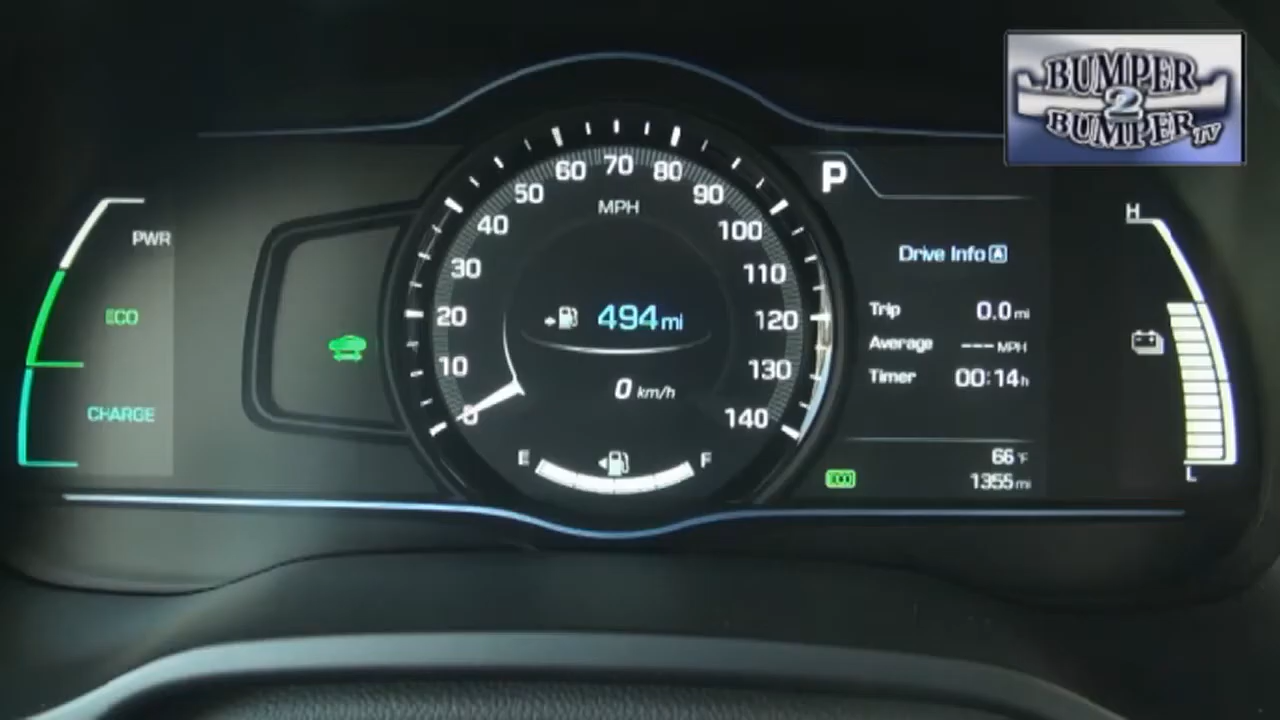 BUMPER
2
BUMPER TV
PWR
ECO
CHARGE
0
10
20
30
40
50
60
70
80
90
100
110
120
130
140
MPH
494 mi
0 km/h
E
F
P
Drive Info A
Trip 0.0 mi
Average --- MPH
Timer 00:14 h
66 °F
ECO 1355 mi
H
L